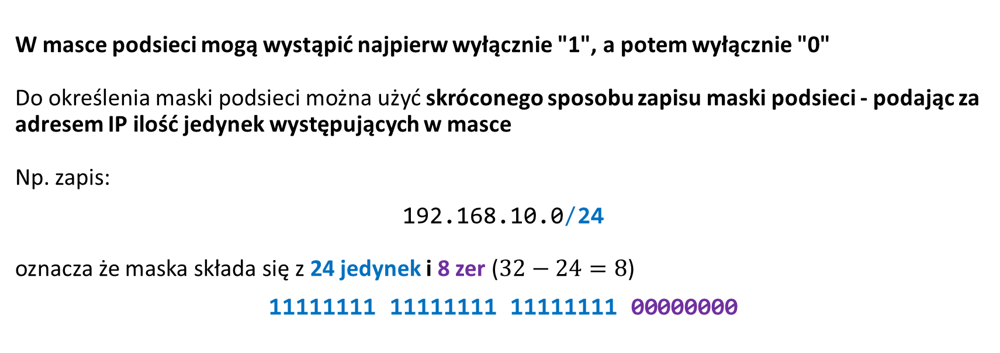 W masce podsieci mogą wystąpić najpierw wyłącznie "1", a potem wyłącznie "0"
Do określenia maski podsieci można użyć skróconego sposobu zapisu maski podsieci - podając za
adresem IP ilość jedynek występujących w masce
Np. zapis:
192.168.10.0/24
oznacza że maska składa się z 24 jedynek i 8 zer (32 − 24 = 8)
11111111 11111111 11111111 00000000